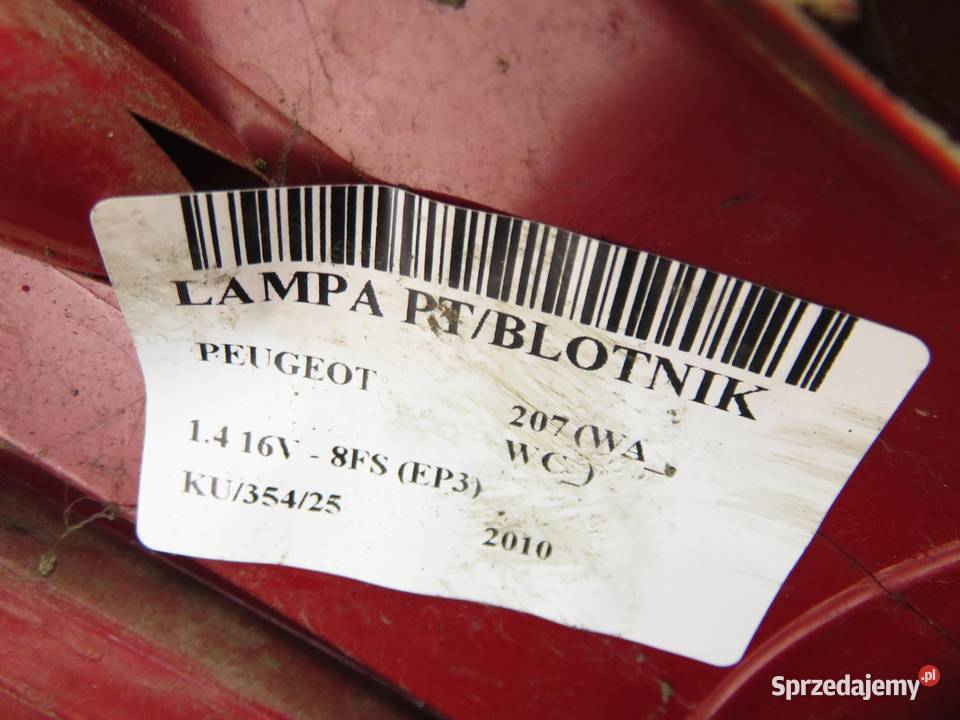 LAMPA PT/BLOTNIK
PEUGEOT
207 (WA_,
WC_)
1.4 16V - 8FS (EP3)
KU/354/25
2010
Sprzedajemy.pl